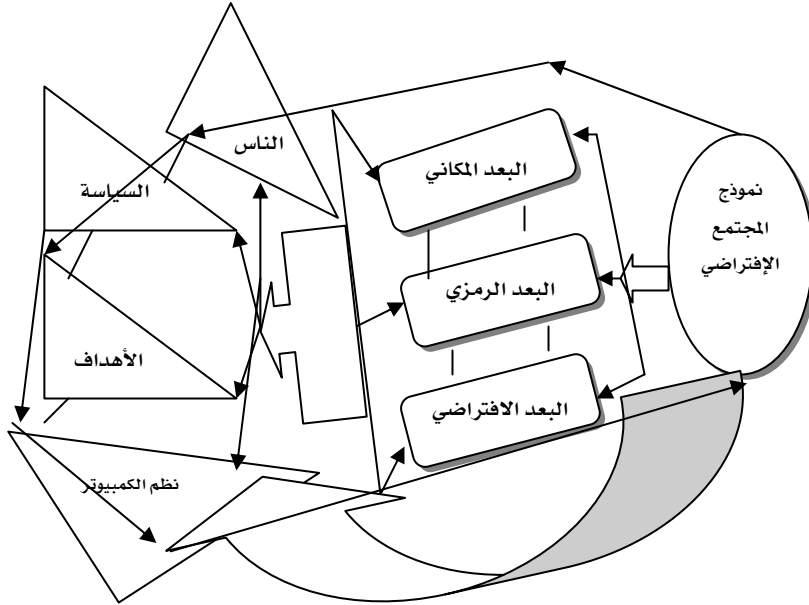 نموذج
المجتمع
الإفتراضي
البعد المكاني
البعد الرمزي
البعد الافتراضي
الناس
السياسة
الأهداف
نظم الكمبيوتر